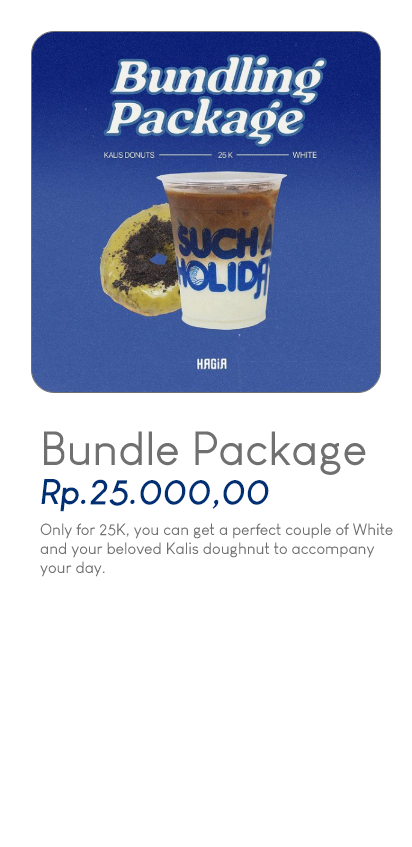 Bundling
Package
KALIS DONUTS 25 K WHITE
SUCH A
HOLIDAY
HAGIA
Bundle Package
Rp.25.000,00
Only for 25K, you can get a perfect couple of White
and your beloved Kalis doughnut to accompany
your day.